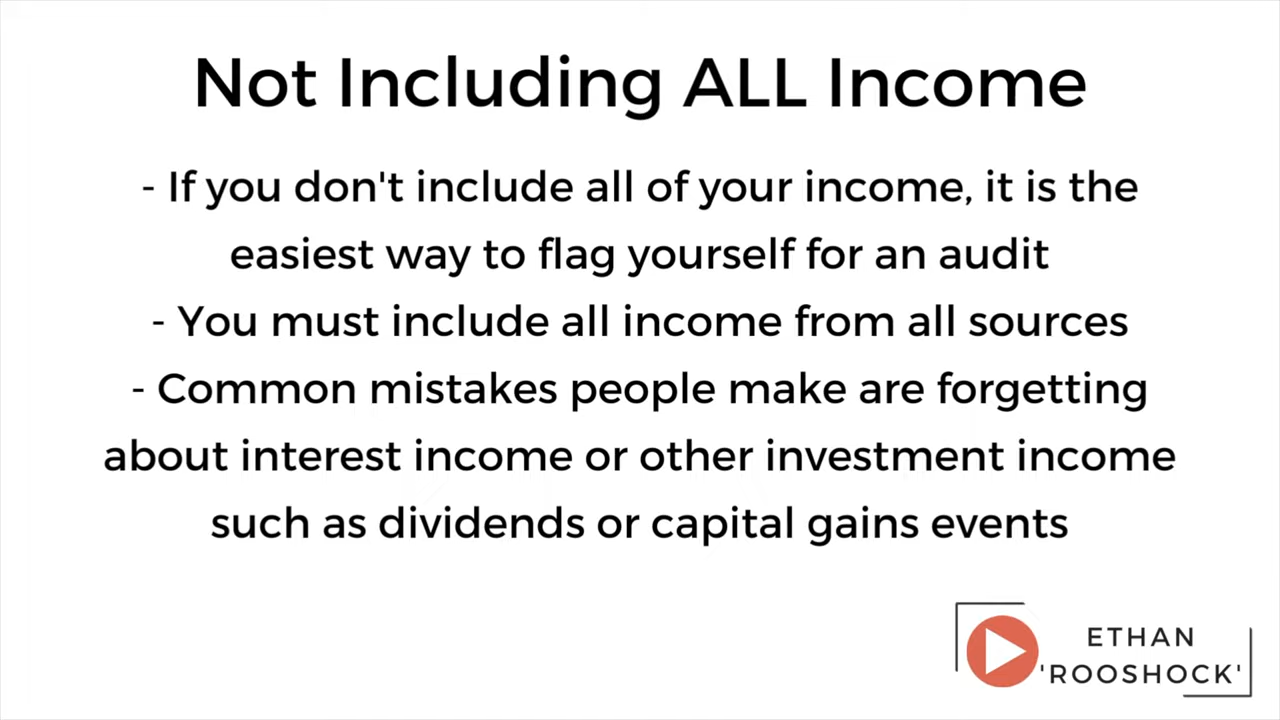 Not Including ALL Income
- If you don't include all of your income, it is the
easiest way to flag yourself for an audit
- You must include all income from all sources
- Common mistakes people make are forgetting
about interest income or other investment income
such as dividends or capital gains events
ETHAN
'ROOSHOCK'